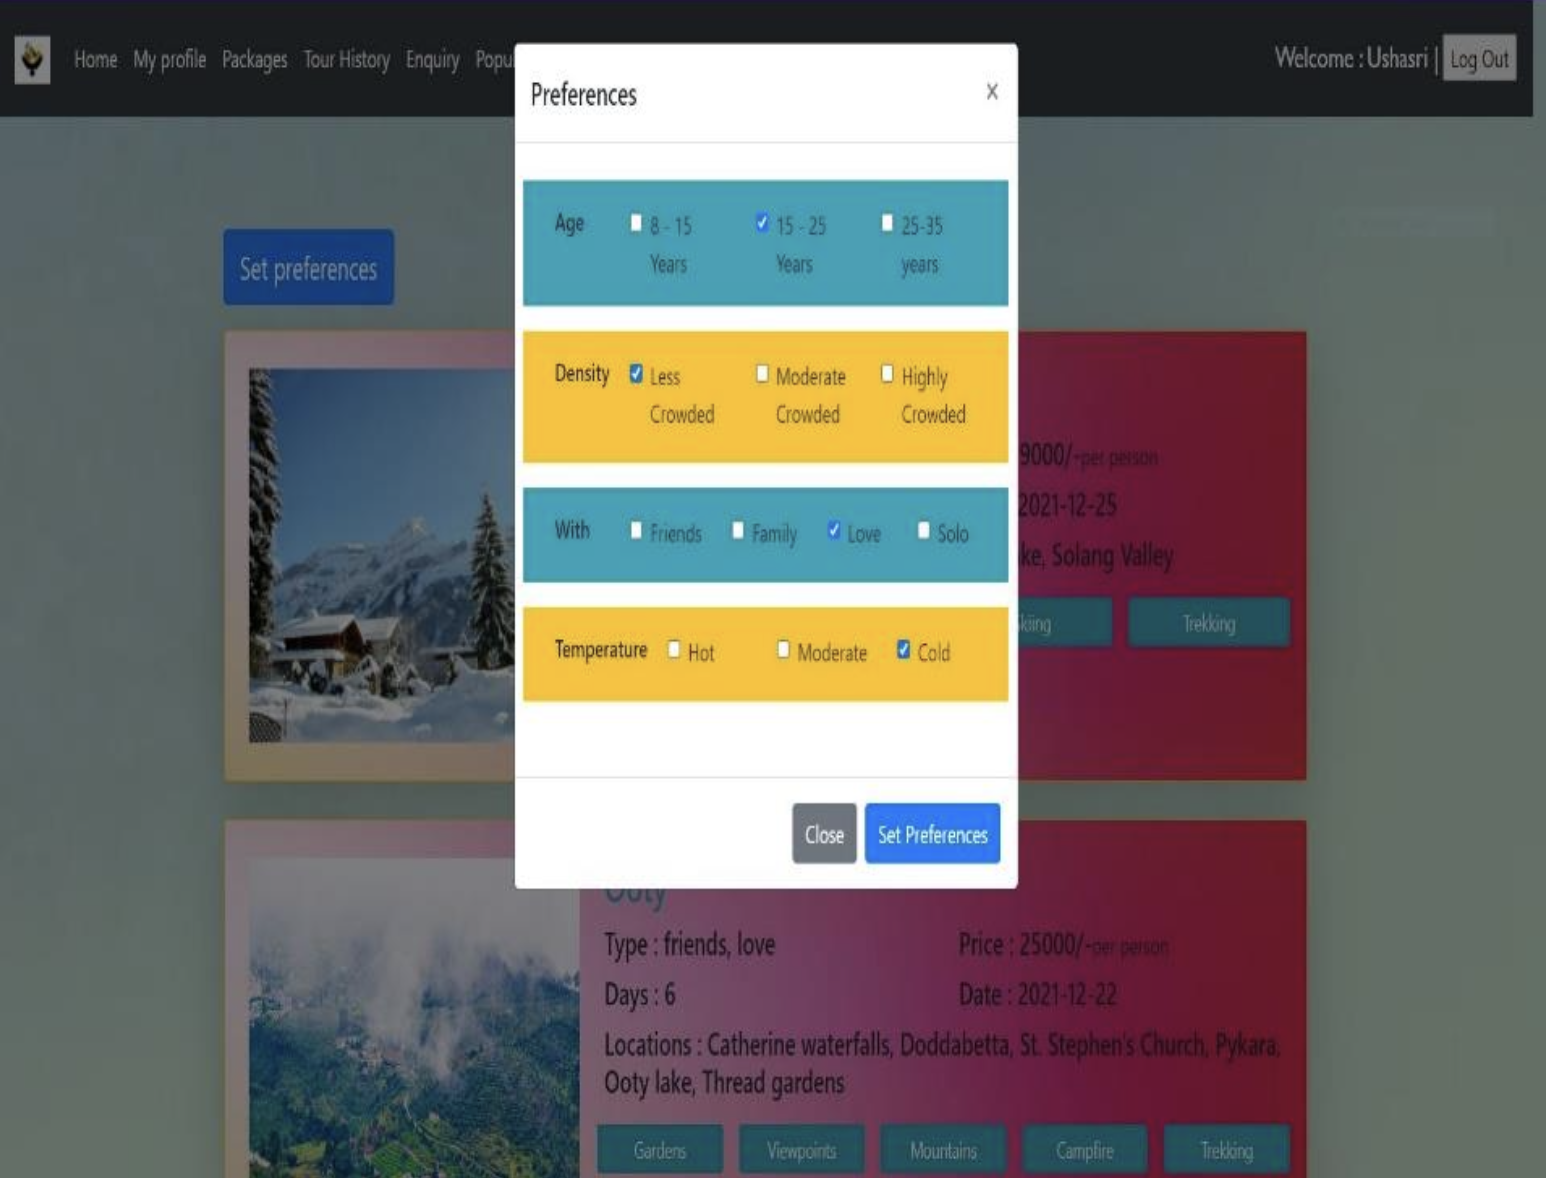 Home My profile Packages Tour History Enquiry
Welcome : Ushasri | Log Out
Preferences
×
Set preferences
Age 8 - 15 Years 15 - 25 Years 25-35 years
Density Less Crowded Moderate Crowded Highly Crowded
With Friends Family Love Solo
Temperature Hot Moderate Cold
Close Set Preferences
9000/-per person
2021-12-25
Solang Valley
Trekking
Ooty
Type : friends, love Price : 25000/-per person
Days : 6 Date : 2021-12-22
Locations : Catherine waterfalls, Doddabetta, St. Stephen's Church, Pykara,
Ooty lake, Thread gardens
Gardens Viewpoints Mountains Campfire Trekking